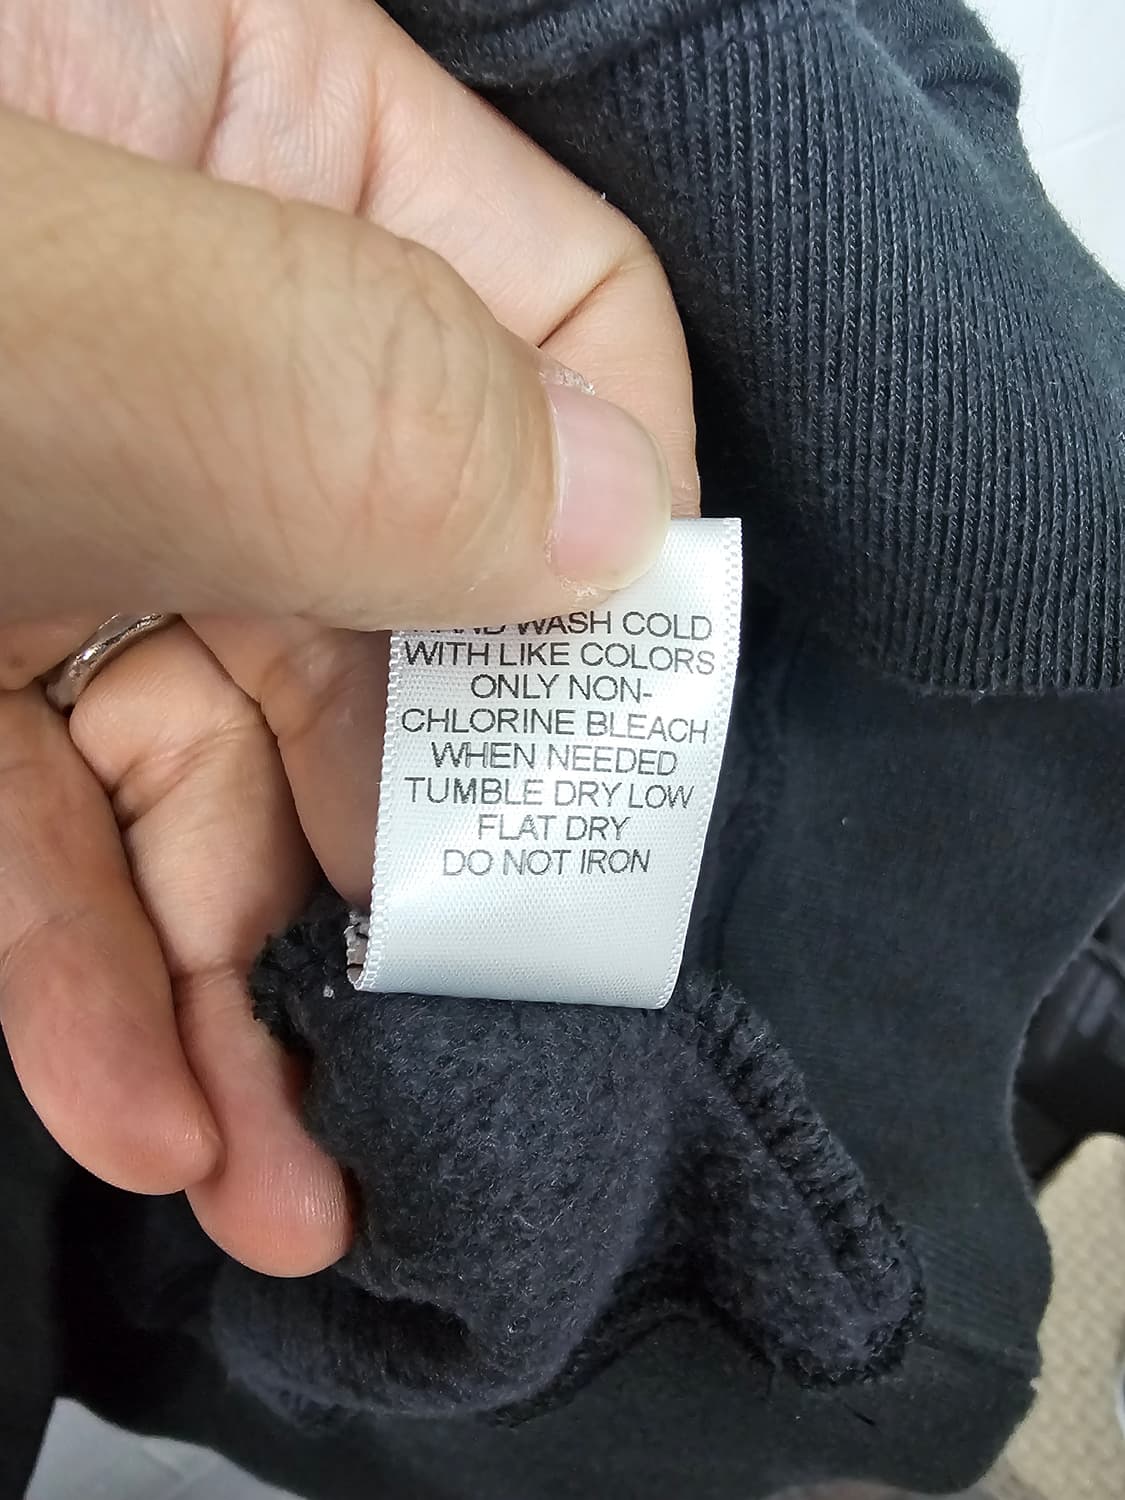 HAND WASH COLD
WITH LIKE COLORS
ONLY NON-
CHLORINE BLEACH
WHEN NEEDED
TUMBLE DRY LOW
FLAT DRY
DO NOT IRON